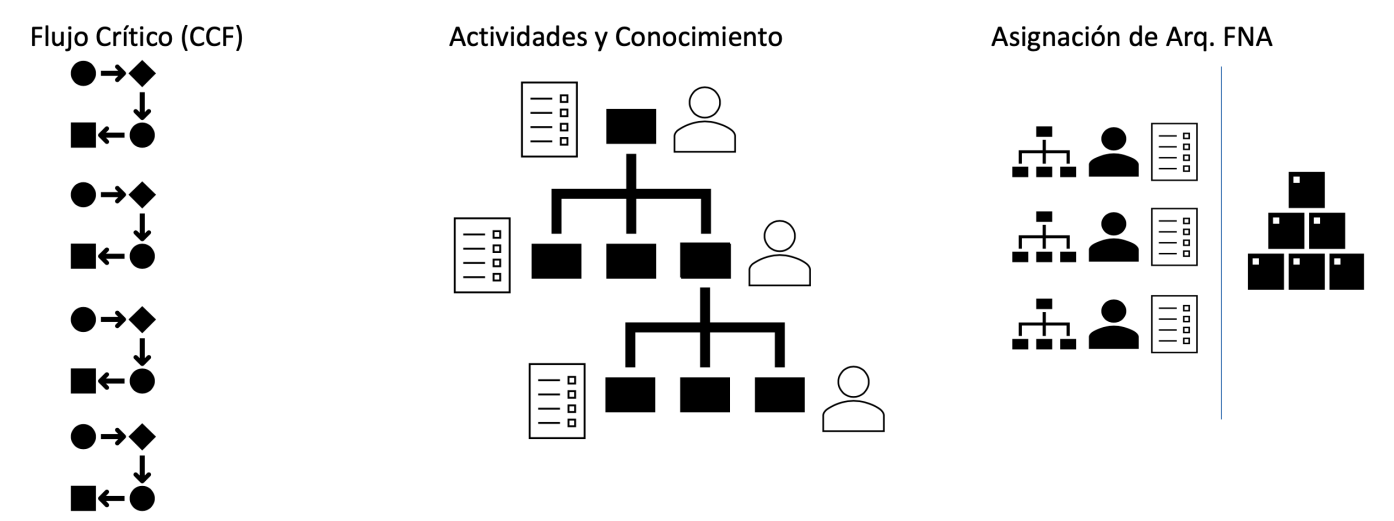 Flujo Crítico (CCF)
Actividades y Conocimiento
Asignación de Arq. FNA